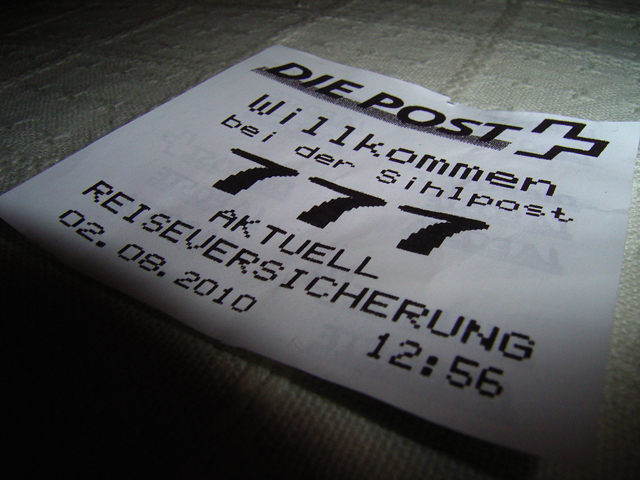 DIE POST
Willkommen
bei der Sihlpost
777
AKTUELL
REISEVERSICHERUNG
02.08.2010 12:56